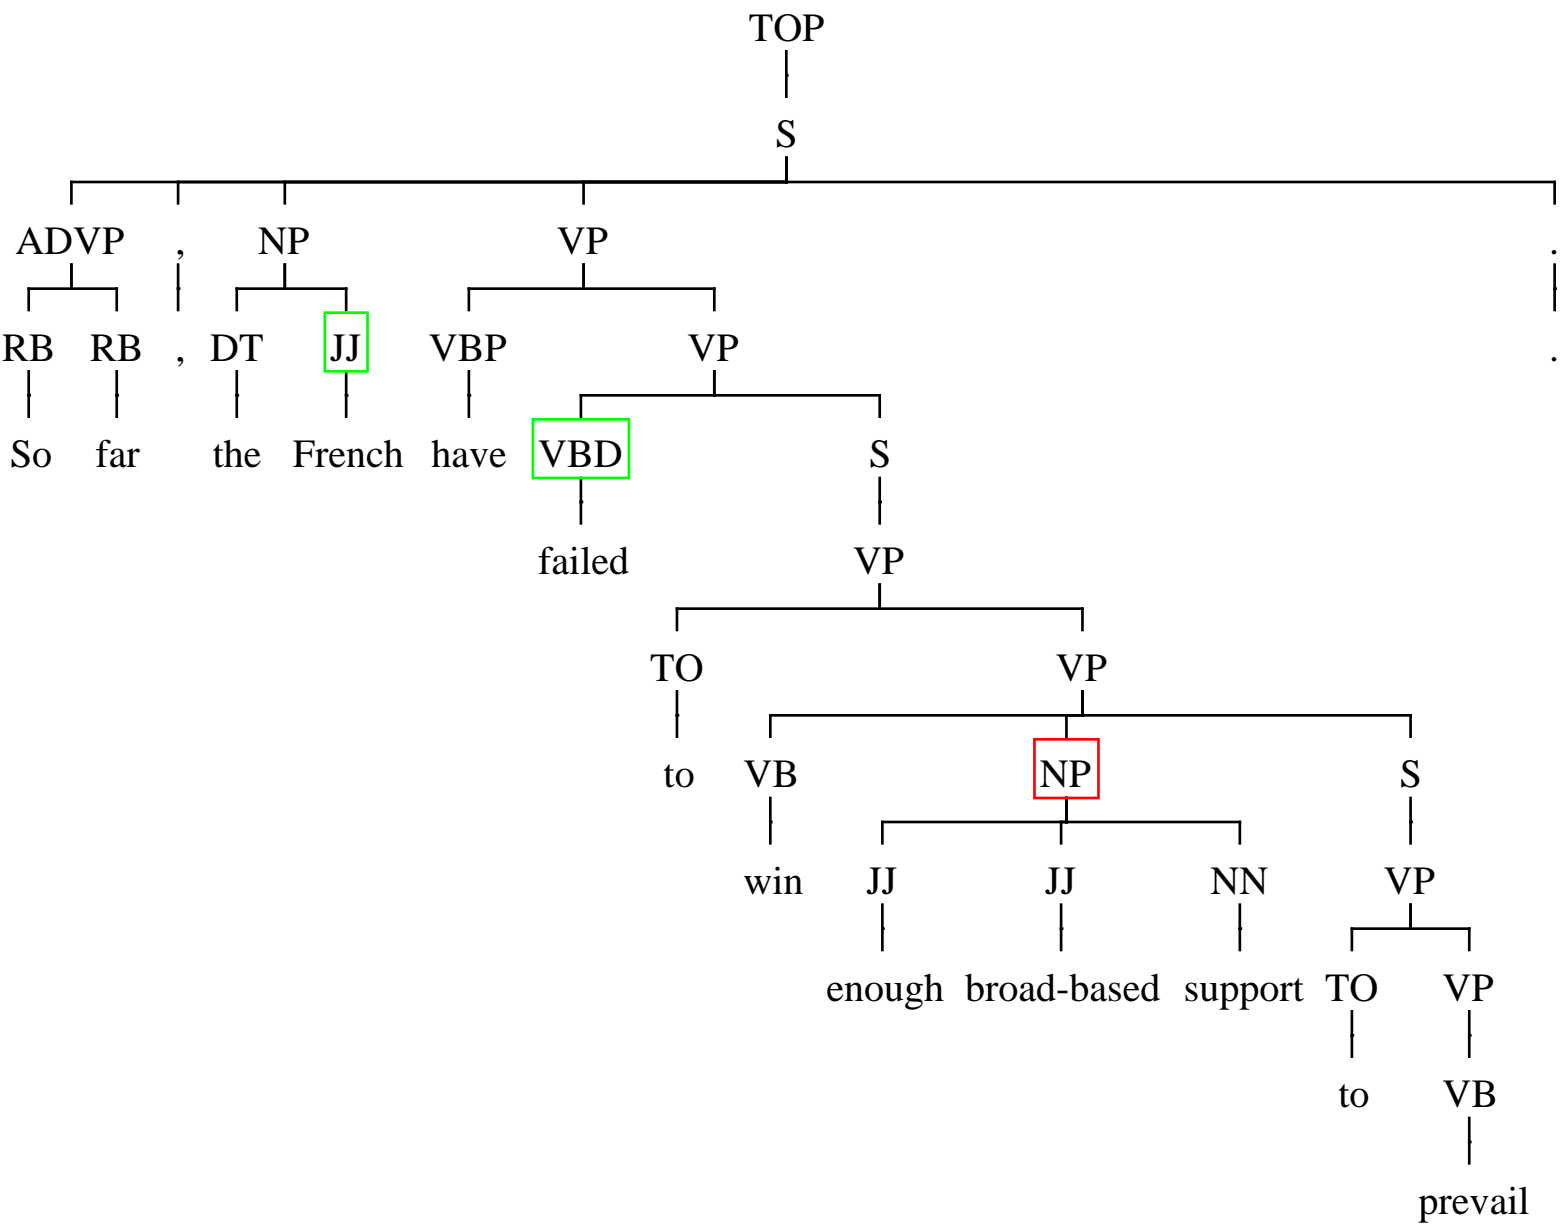 TOP
S
ADVP , NP VP .
RB RB , DT JJ VBP VP .
So far the French have VBD S
failed VP
TO VP
to VB NP S
win JJ JJ NN VP
enough broad-based support TO VP
to VB
prevail